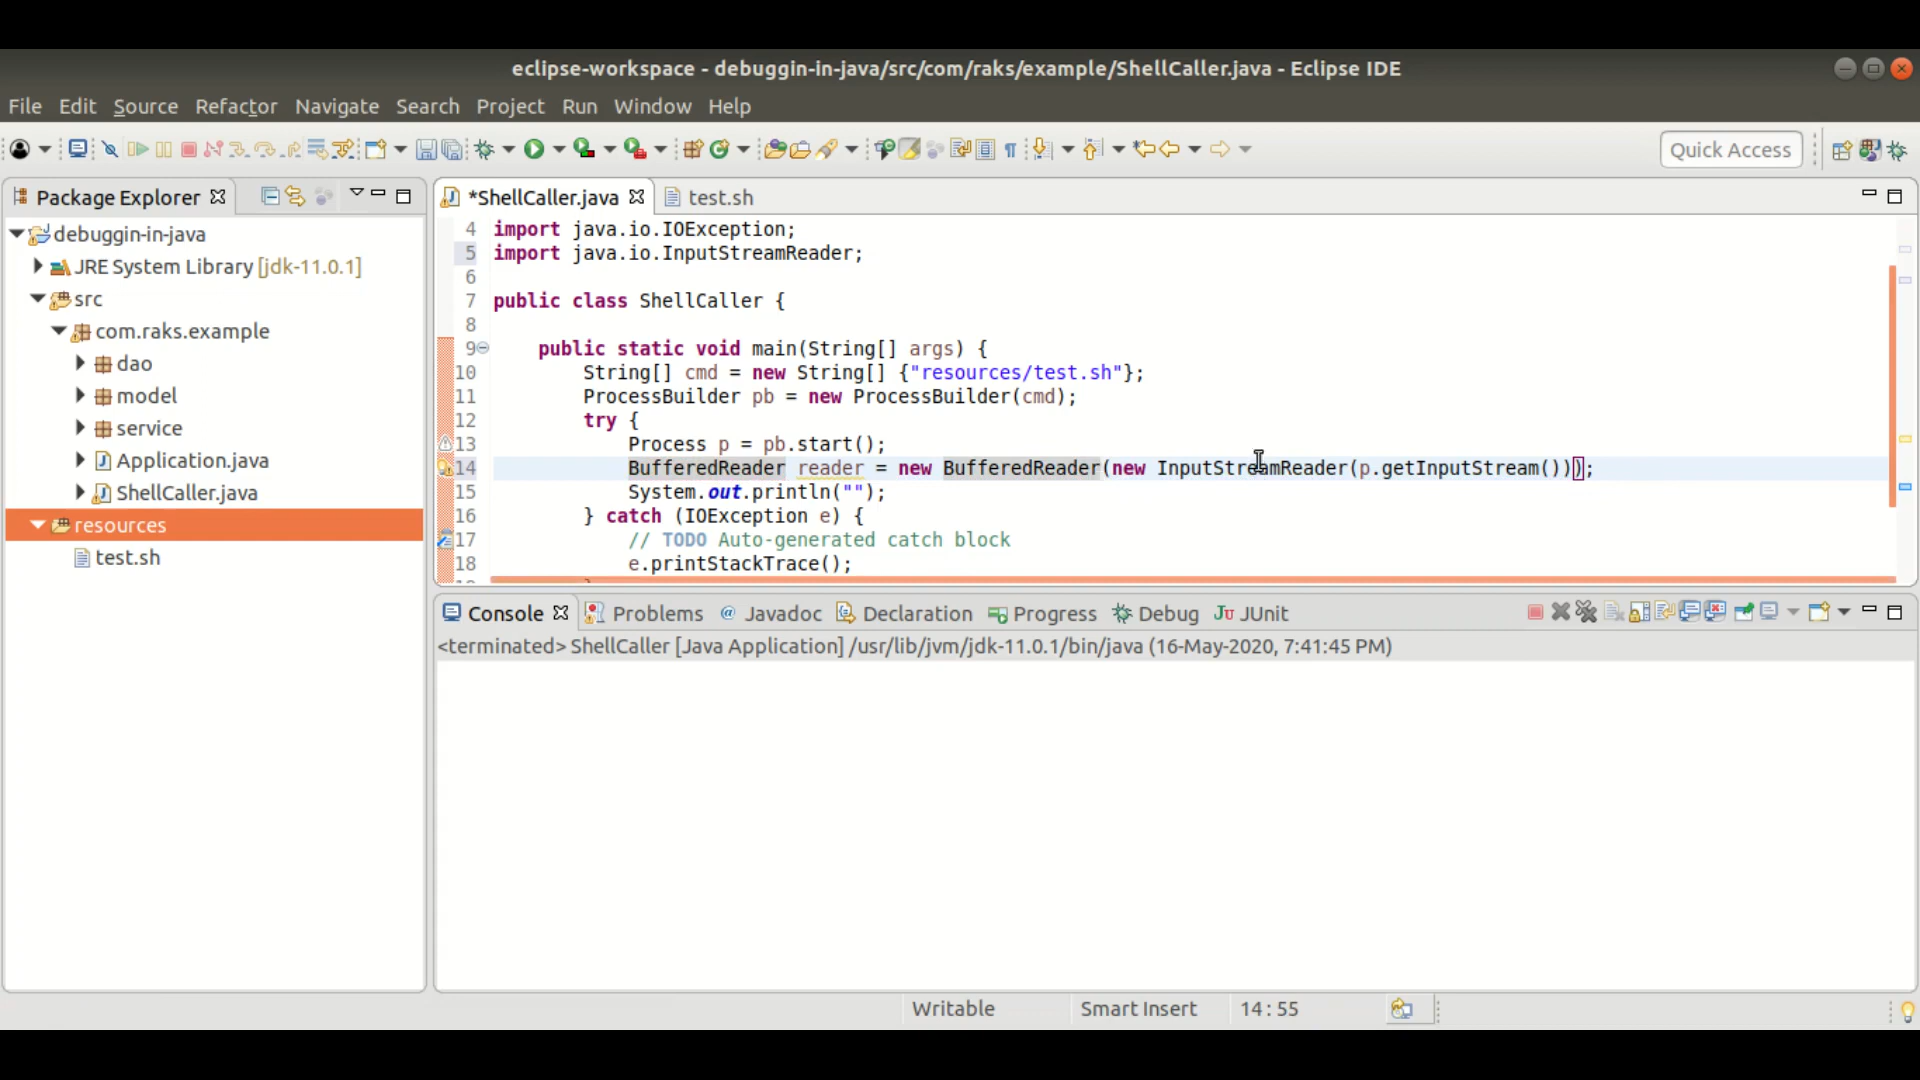 eclipse-workspace - debuggin-in-java/src/com/raks/example/ShellCaller.java - Eclipse IDE
File Edit Source Refactor Navigate Search Project Run Window Help
Quick Access
Package Explorer
debuggin-in-java
JRE System Library [jdk-11.0.1]
src
com.raks.example
dao
model
service
Application.java
ShellCaller.java
resources
test.sh
*ShellCaller.java test.sh
4 import java.io.IOException;
5 import java.io.InputStreamReader;
6
7 public class ShellCaller {
8
9 public static void main(String[] args) {
10 String[] cmd = new String[] {"resources/test.sh"};
11 ProcessBuilder pb = new ProcessBuilder(cmd);
12 try {
13 Process p = pb.start();
14 BufferedReader reader = new BufferedReader(new InputStreamReader(p.getInputStream()));
15 System.out.println("");
16 } catch (IOException e) {
17 // TODO Auto-generated catch block
18 e.printStackTrace();
Console Problems @ Javadoc Declaration Progress Debug Ju JUnit
<terminated> ShellCaller [Java Application] /usr/lib/jvm/jdk-11.0.1/bin/java (16-May-2020, 7:41:45 PM)
Writable Smart Insert 14 : 55